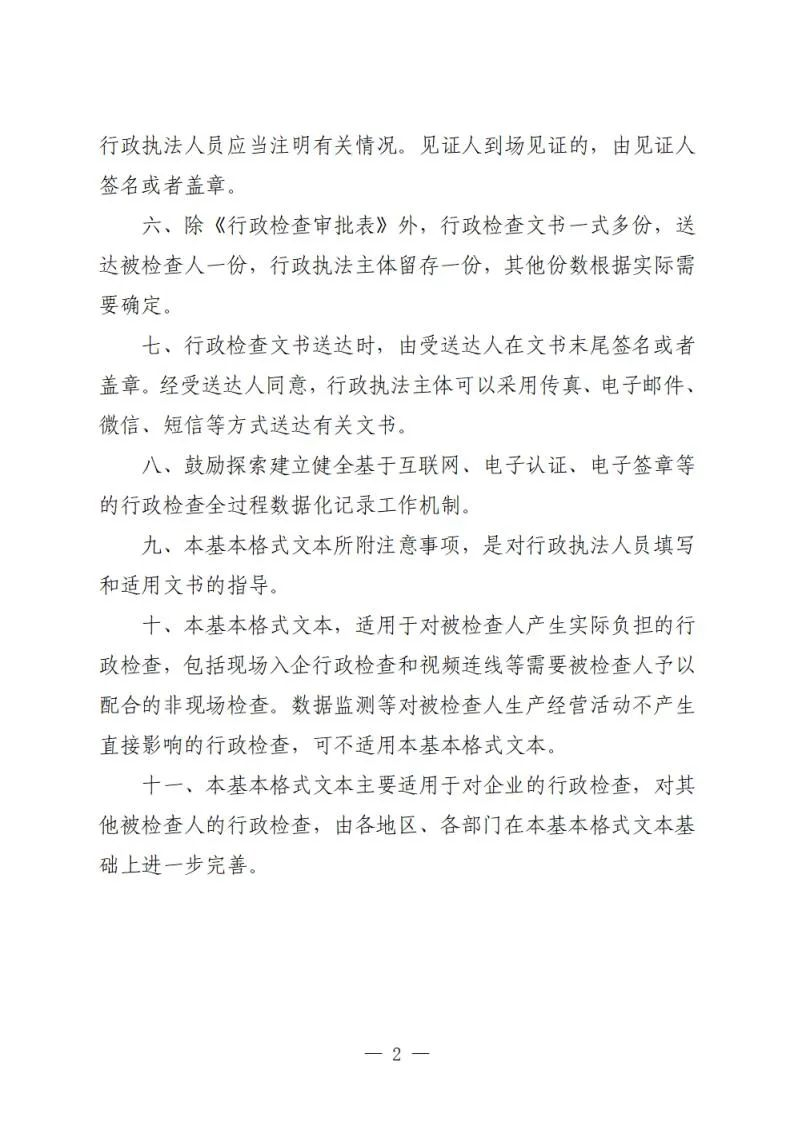 行政执法人员应当注明有关情况。见证人到场见证的，由见证人
签名或者盖章。
六、除《行政检查审批表》外，行政检查文书一式多份，送
达被检查人一份，行政执法主体留存一份，其他份数根据实际需
要确定。
七、行政检查文书送达时，由受送达人在文书末尾签名或者
盖章。经受送达人同意，行政执法主体可以采用传真、电子邮件、
微信、短信等方式送达有关文书。
八、鼓励探索建立健全基于互联网、电子认证、电子签章等
的行政检查全过程数据化记录工作机制。
九、本基本格式文本所附注意事项，是对行政执法人员填写
和适用文书的指导。
十、本基本格式文本，适用于对被检查人产生实际负担的行
政检查，包括现场入企行政检查和视频连线等需要被检查人予以
配合的非现场检查。数据监测等对被检查人生产经营活动不产生
直接影响的行政检查，可不适用本基本格式文本。
十一、本基本格式文本主要适用于对企业的行政检查，对其
他被检查人的行政检查，由各地区、各部门在本基本格式文本基
础上进一步完善。
— 2 —